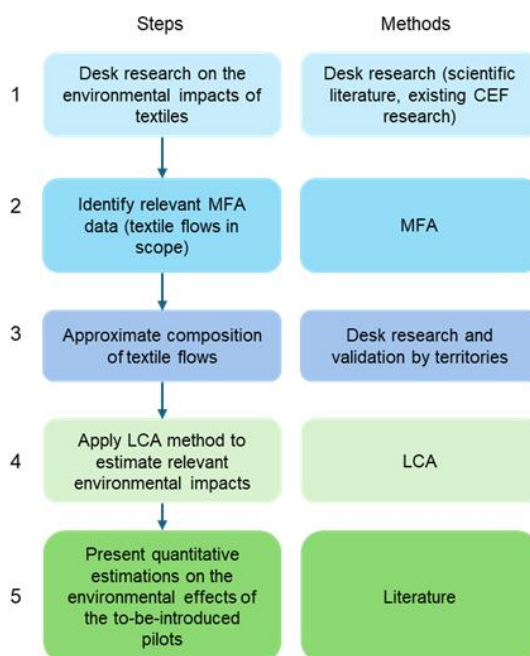 Steps
Methods
1
Desk research on the
environmental impacts of
textiles
Desk research (scientific
literature, existing CEF
research)
2
Identify relevant MFA
data (textile flows in
scope)
MFA
3
Approximate composition
of textile flows
Desk research and
validation by territories
4
Apply LCA method to
estimate relevant
environmental impacts
LCA
5
Present quantitative
estimations on the
environmental effects of
the to-be-introduced
pilots
Literature